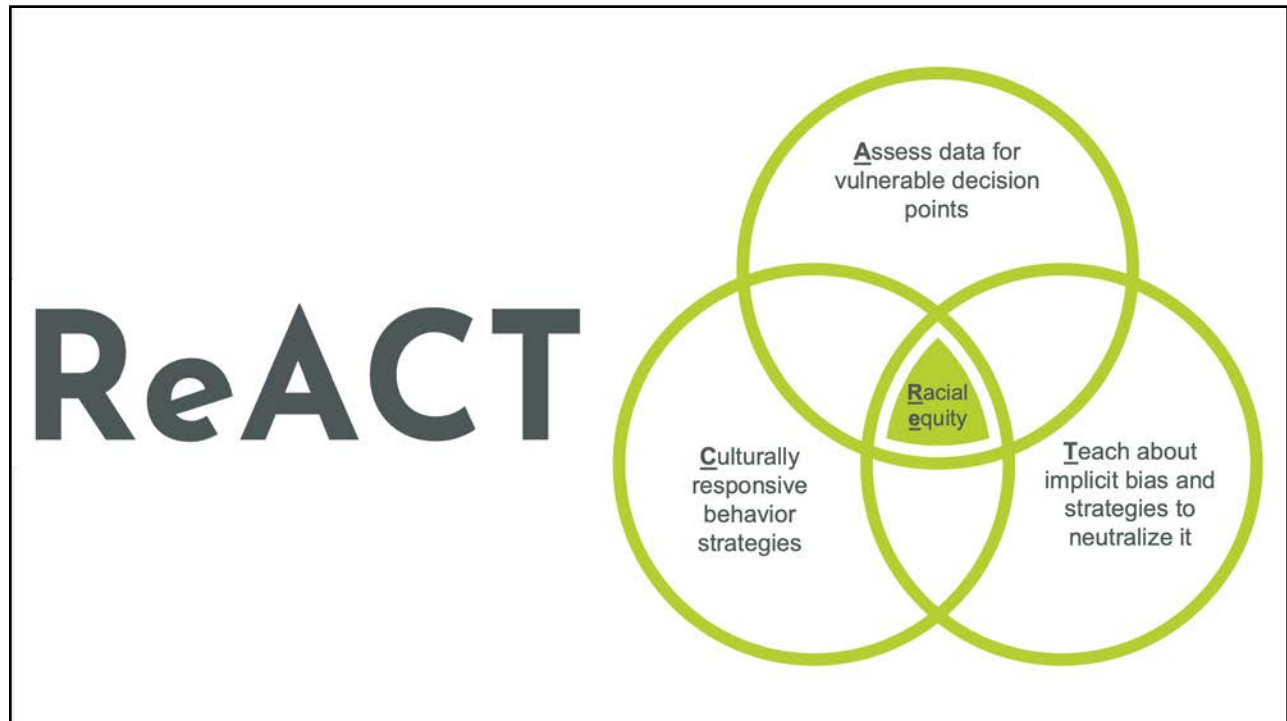 ReACT
Assess data for
vulnerable decision
points
Racial
equity
Culturally
responsive
behavior
strategies
Teach about
implicit bias and
strategies to
neutralize it